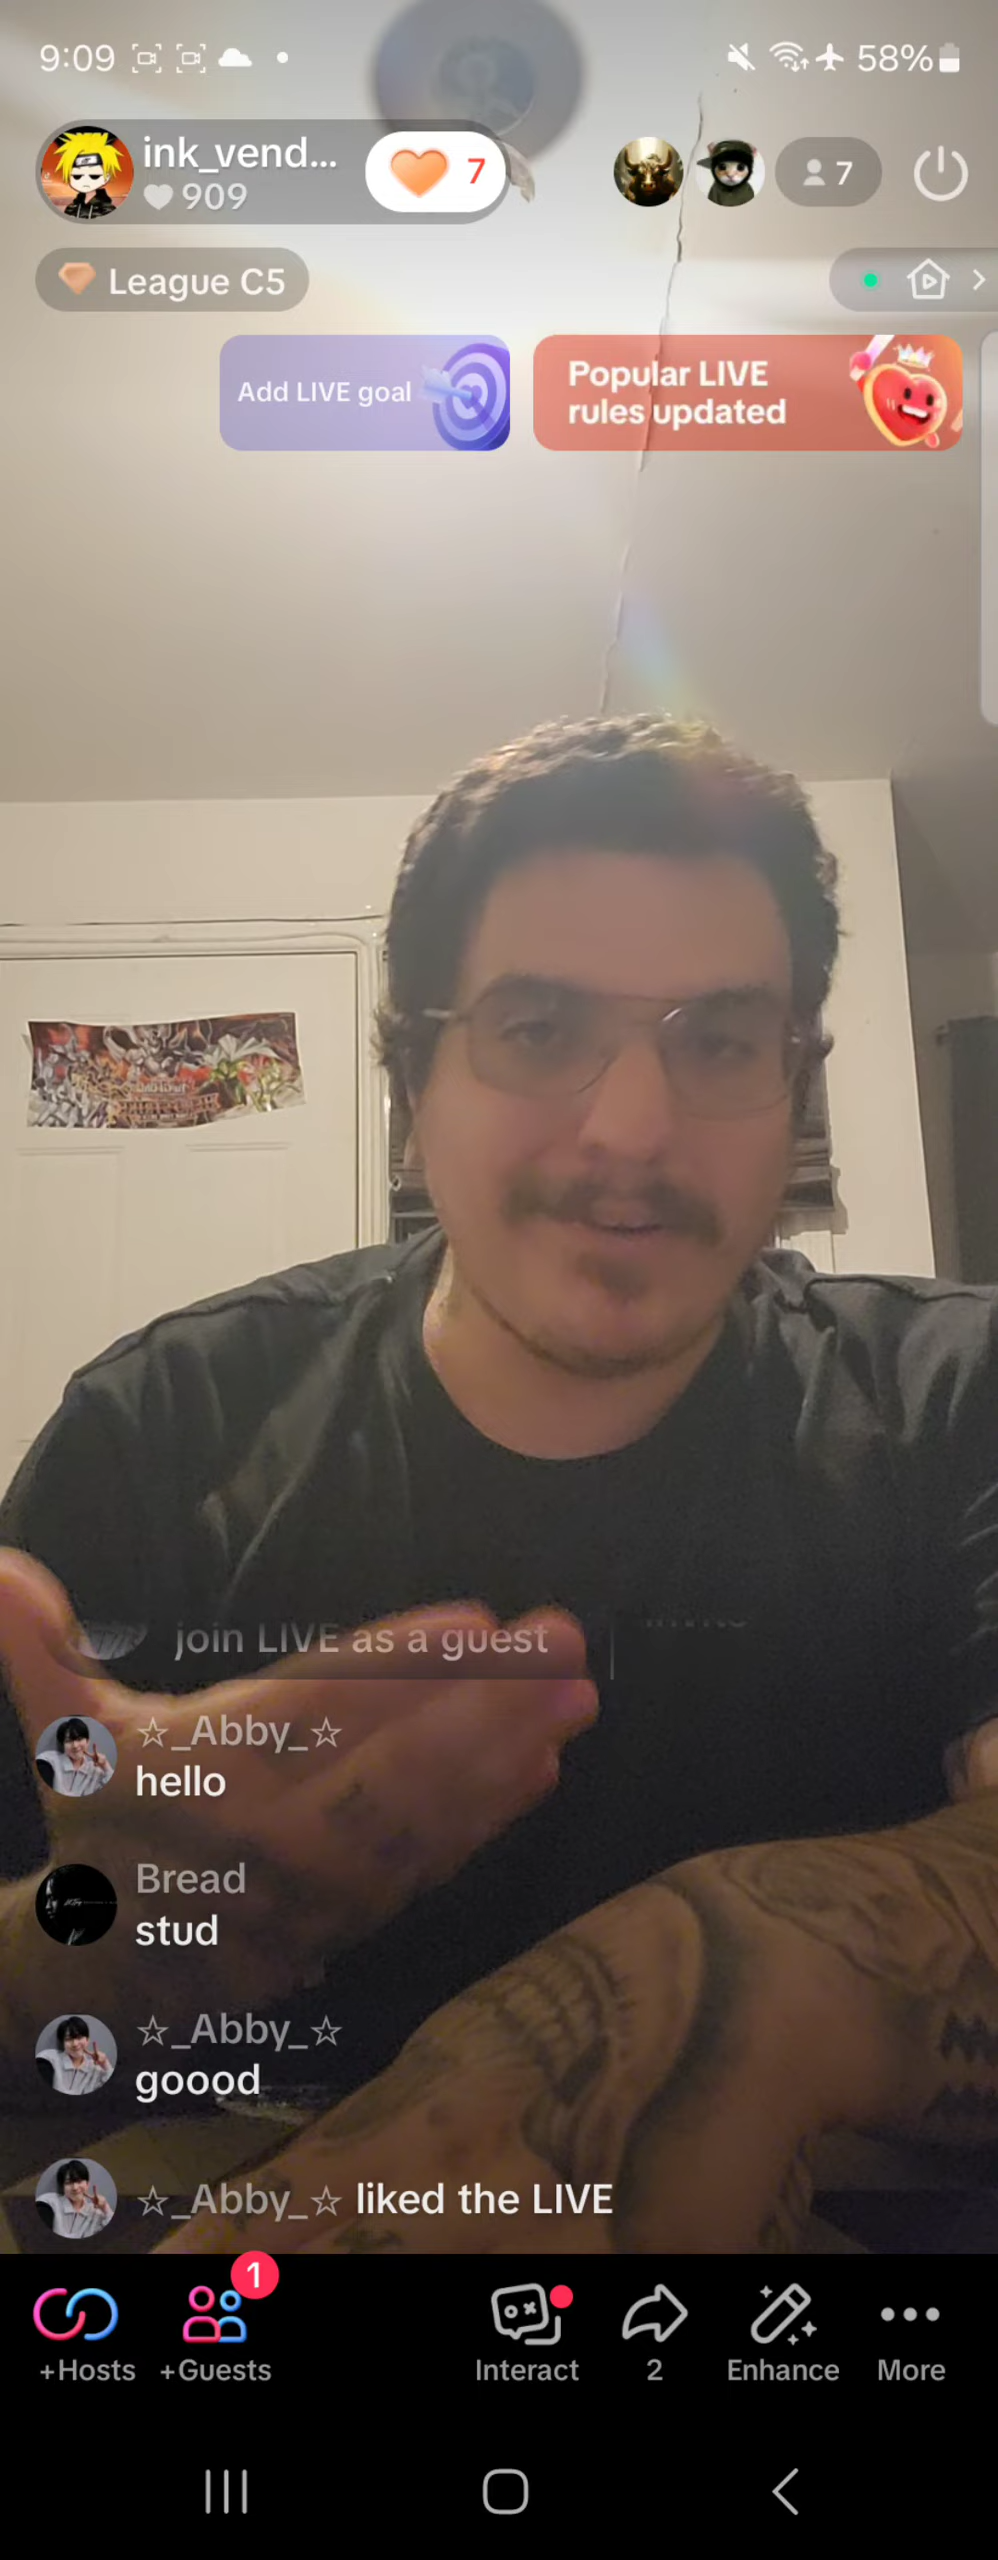 9:09
58%
ink_vend...
909
7
7
League C5
Add LIVE goal
Popular LIVE
rules updated
join LIVE as a guest
☆_Abby_☆
hello
Bread
stud
☆_Abby_☆
goood
☆_Abby_☆ liked the LIVE
1
+Hosts
+Guests
Interact
2
Enhance
More